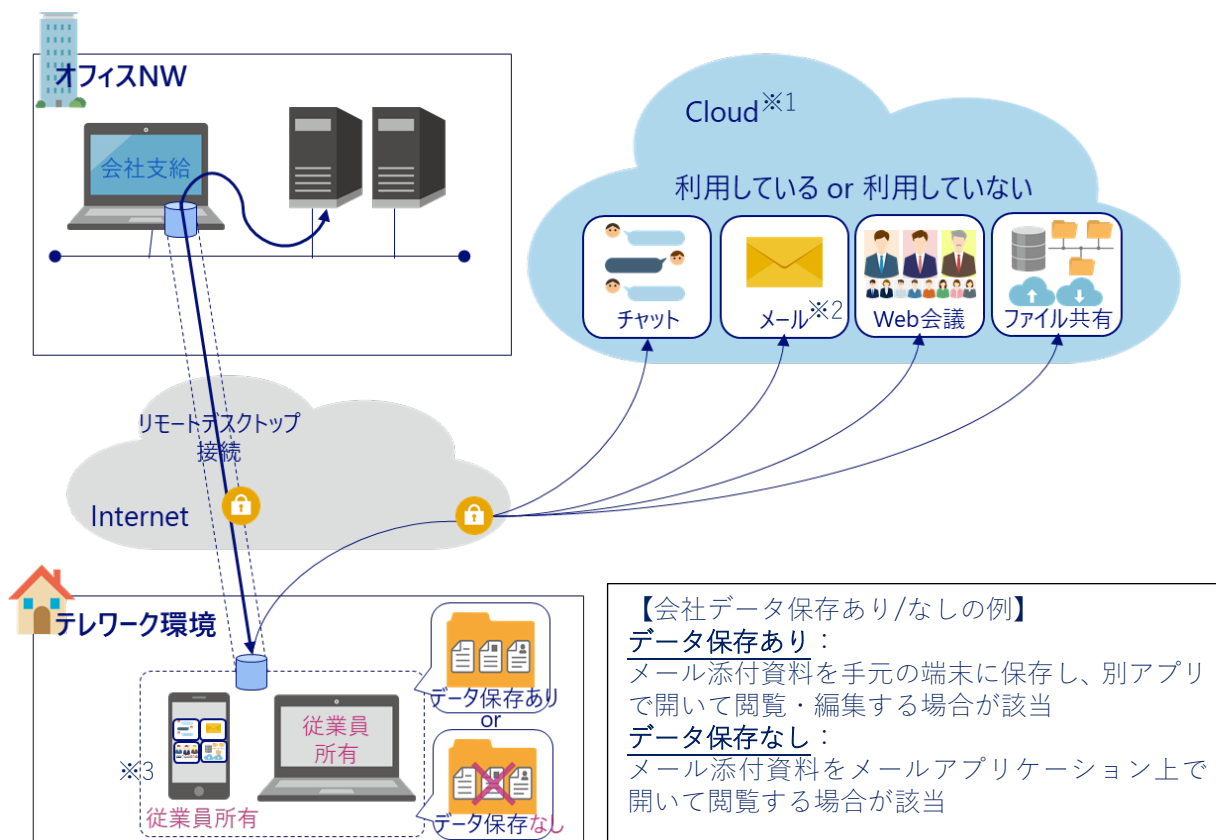 オフィスNW
会社支給
Cloud※1
利用している or 利用していない
チャット
メール※2
Web会議
ファイル共有
リモートデスクトップ
接続
Internet
テレワーク環境
データ保存あり
or
データ保存なし
従業員
所有
※3
従業員所有
【会社データ保存あり/なしの例】
データ保存あり：
メール添付資料を手元の端末に保存し、別アプリ
で開いて閲覧・編集する場合が該当
データ保存なし：
メール添付資料をメールアプリケーション上で
開いて閲覧する場合が該当